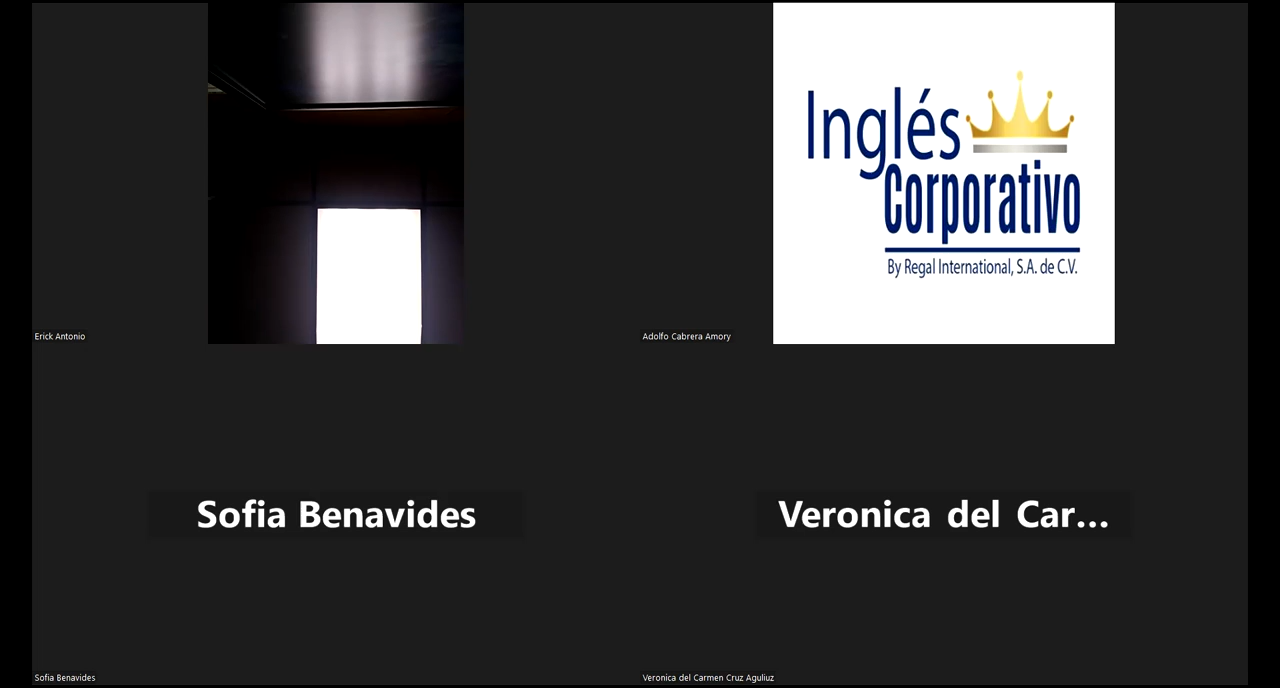 Inglés
Corporativo
By Regal International, S.A. de C.V.
Erick Antonio
Adolfo Cabrera Amory
Sofia Benavides
Veronica del Car...
Sofia Benavides
Veronica del Carmen Cruz Aguliuz